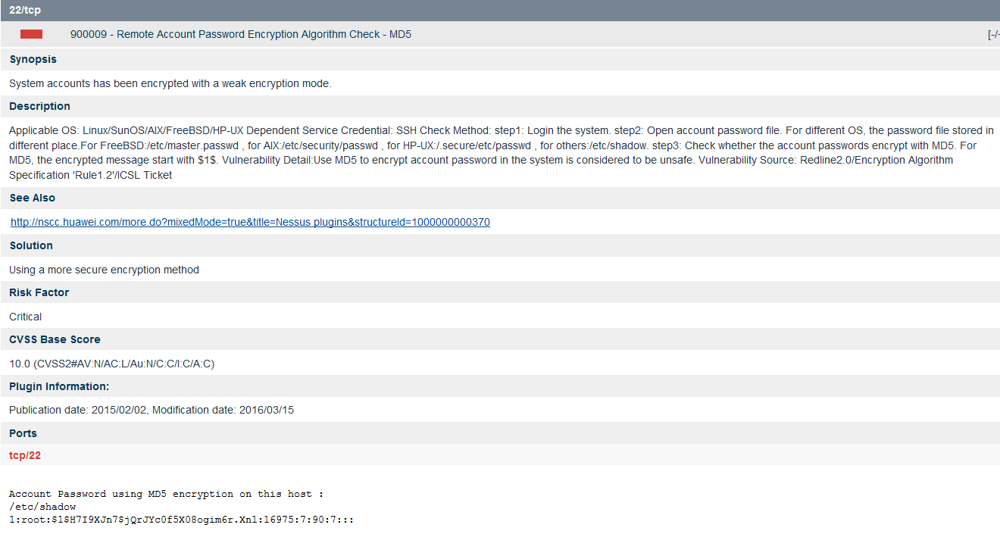 22/tcp
900009 - Remote Account Password Encryption Algorithm Check - MD5
[-/
Synopsis
System accounts has been encrypted with a weak encryption mode.
Description
Applicable OS: Linux/SunOS/AIX/FreeBSD/HP-UX Dependent Service Credential: SSH Check Method: step1: Login the system. step2: Open account password file. For different OS, the password file stored in
different place.For FreeBSD:/etc/master.passwd , for AIX:/etc/security/passwd , for HP-UX:/.secure/etc/passwd , for others:/etc/shadow. step3: Check whether the account passwords encrypt with MD5. For
MD5, the encrypted message start with $1$. Vulnerability Detail:Use MD5 to encrypt account password in the system is considered to be unsafe. Vulnerability Source: Redline2.0/Encryption Algorithm
Specification 'Rule1.2'/ICSL Ticket
See Also
http://nscc.huawei.com/more.do?mixedMode=true&title=Nessus plugins&structureId=1000000000370
Solution
Using a more secure encryption method
Risk Factor
Critical
CVSS Base Score
10.0 (CVSS2#AV:N/AC:L/Au:N/C:C/I:C/A:C)
Plugin Information:
Publication date: 2015/02/02, Modification date: 2016/03/15
Ports
tcp/22
Account Password using MD5 encryption on this host :
/etc/shadow
1:root:$1$H7I9XJn7$jQrJYc0f5X08ogim6r.Xn1:16975:7:90:7:::